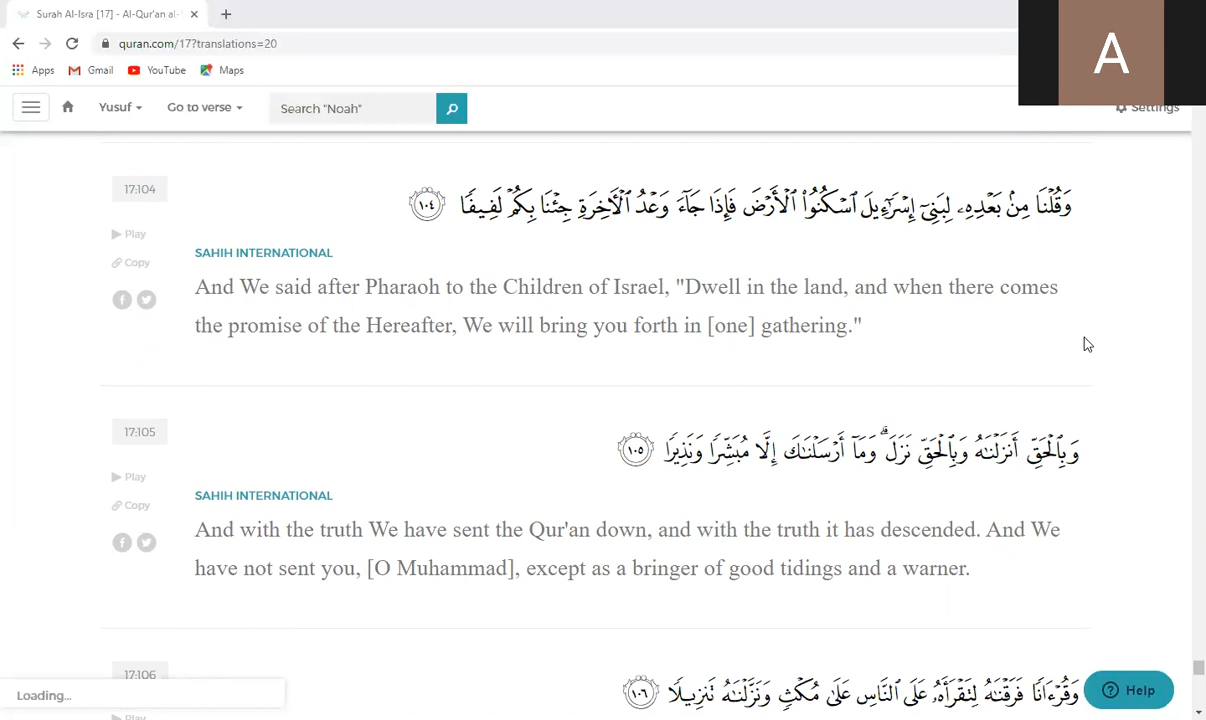 Surah Al-Isra [17] - Al-Qur'an al-
A
quran.com/17?translations=20
Apps Gmail YouTube Maps
Yusuf Go to verse Search "Noah" Settings
17:104
وَقُلْنَا مِنۢ بَعْدِهِۦ لِبَنِىٓ إِسْرَٰٓءِيلَ ٱسْكُنُوا۟ ٱلْأَرْضَ فَإِذَا جَآءَ وَعْدُ ٱلْـَٔاخِرَةِ جِئْنَا بِكُمْ لَفِيفًا ١٠٤
Play
SAHIH INTERNATIONAL
Copy
And We said after Pharaoh to the Children of Israel, "Dwell in the land, and when there comes
the promise of the Hereafter, We will bring you forth in [one] gathering."
17:105
وَبِٱلْحَقِّ أَنزَلْنَٰهُ وَبِٱلْحَقِّ نَزَلَ ۗ وَمَآ أَرْسَلْنَٰكَ إِلَّا مُبَشِّرًا وَنَذِيرًا ١٠٥
Play
SAHIH INTERNATIONAL
Copy
And with the truth We have sent the Qur'an down, and with the truth it has descended. And We
have not sent you, [O Muhammad], except as a bringer of good tidings and a warner.
17:106
وَقُرْءَانًا فَرَقْنَٰهُ لِتَقْرَأَهُۥ عَلَى ٱلنَّاسِ عَلَىٰ مُكْثٍ وَنَزَّلْنَٰهُ تَنزِيلًا ١٠٦
Help
Loading...
Play